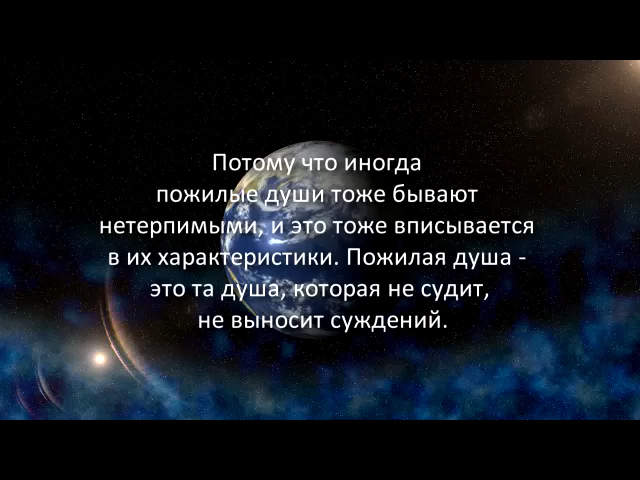 Потому что иногда
пожилые души тоже бывают
нетерпимыми, и это тоже вписывается
в их характеристики. Пожилая душа -
это та душа, которая не судит,
не выносит суждений.